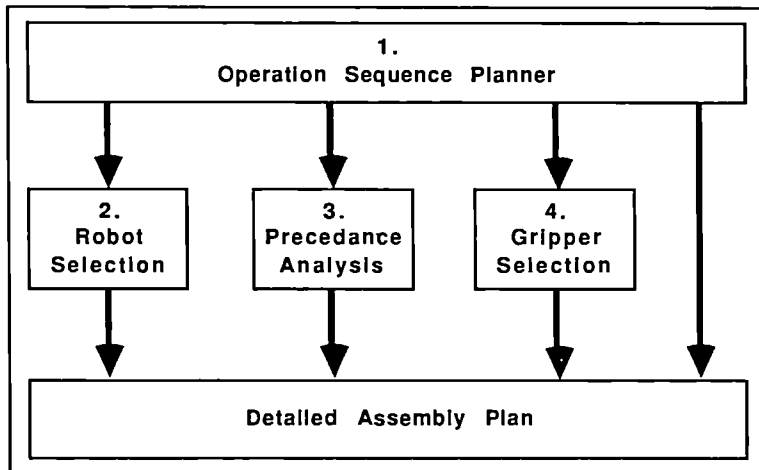 1.
Operation Sequence Planner
2.
Robot
Selection
3.
Precedance
Analysis
4.
Gripper
Selection
Detailed Assembly Plan